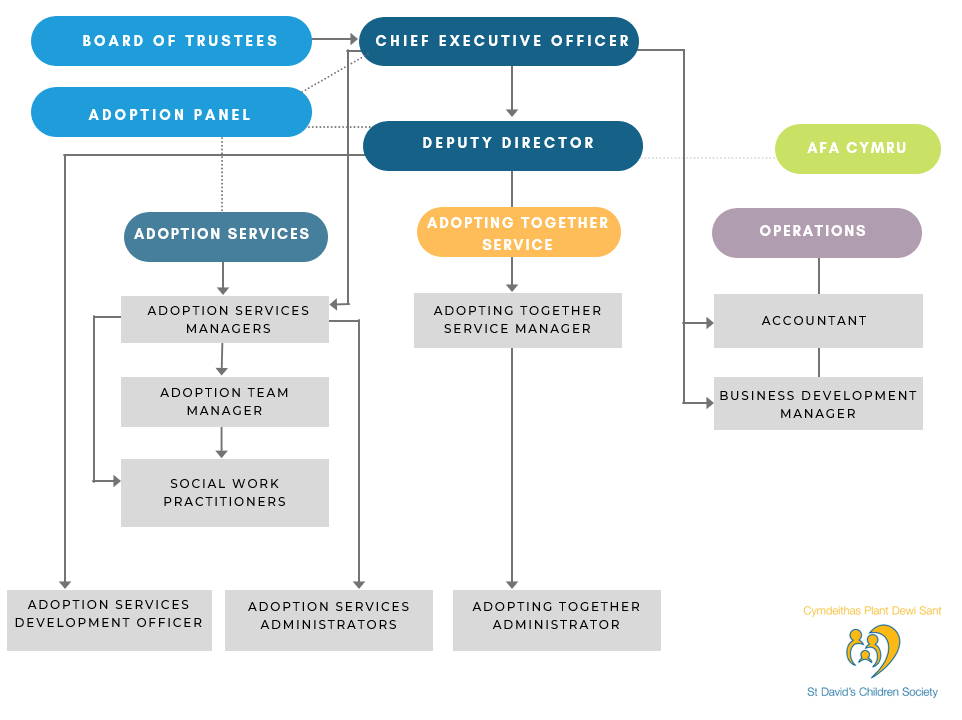 BOARD OF TRUSTEES
CHIEF EXECUTIVE OFFICER
ADOPTION PANEL
DEPUTY DIRECTOR
AFA CYMRU
ADOPTION SERVICES
ADOPTING TOGETHER
SERVICE
OPERATIONS
ADOPTION SERVICES
MANAGERS
ADOPTING TOGETHER
SERVICE MANAGER
ACCOUNTANT
ADOPTION TEAM
MANAGER
BUSINESS DEVELOPMENT
MANAGER
SOCIAL WORK
PRACTITIONERS
ADOPTION SERVICES
DEVELOPMENT OFFICER
ADOPTION SERVICES
ADMINISTRATORS
ADOPTING TOGETHER
ADMINISTRATOR
Cymdeithas Plant Dewi Sant
St David's Children Society